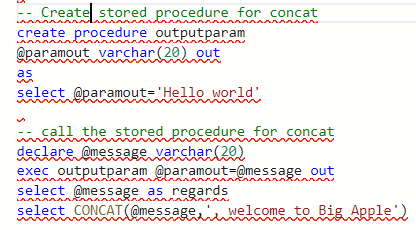 -- Create stored procedure for concat
create procedure outputparam
@paramout varchar(20) out
as
select @paramout='Hello world'
-- call the stored procedure for concat
declare @message varchar(20)
exec outputparam @paramout=@message out
select @message as regards
select CONCAT(@message,', welcome to Big Apple')